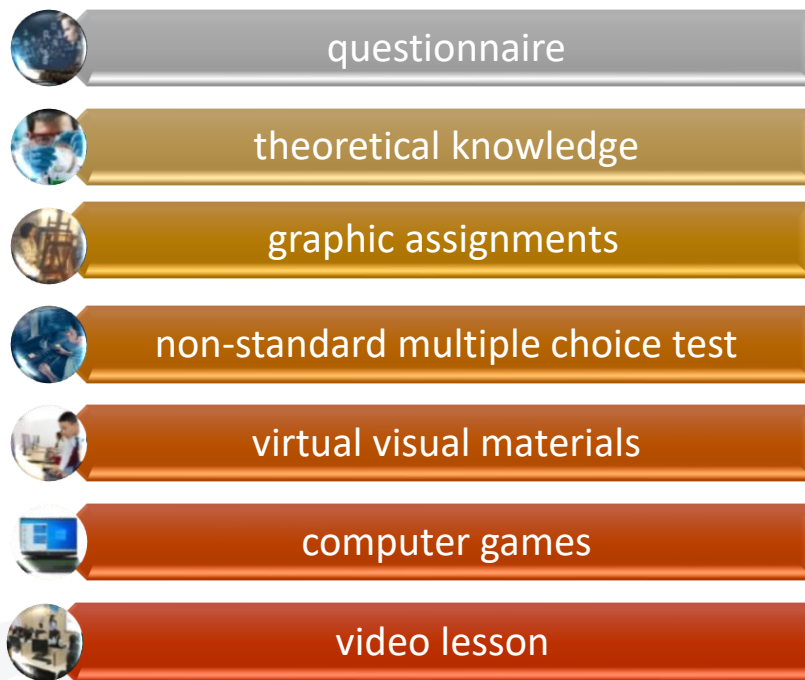 questionnaire
theoretical knowledge
graphic assignments
non-standard multiple choice test
virtual visual materials
computer games
video lesson